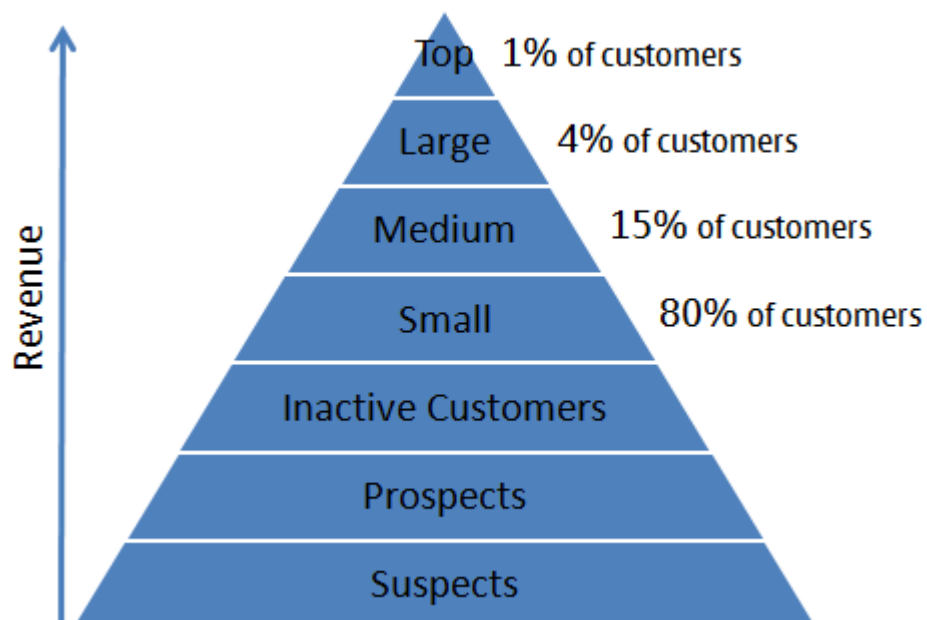 Top 1% of customers
Large 4% of customers
Medium 15% of customers
Small 80% of customers
Inactive Customers
Prospects
Suspects
Revenue